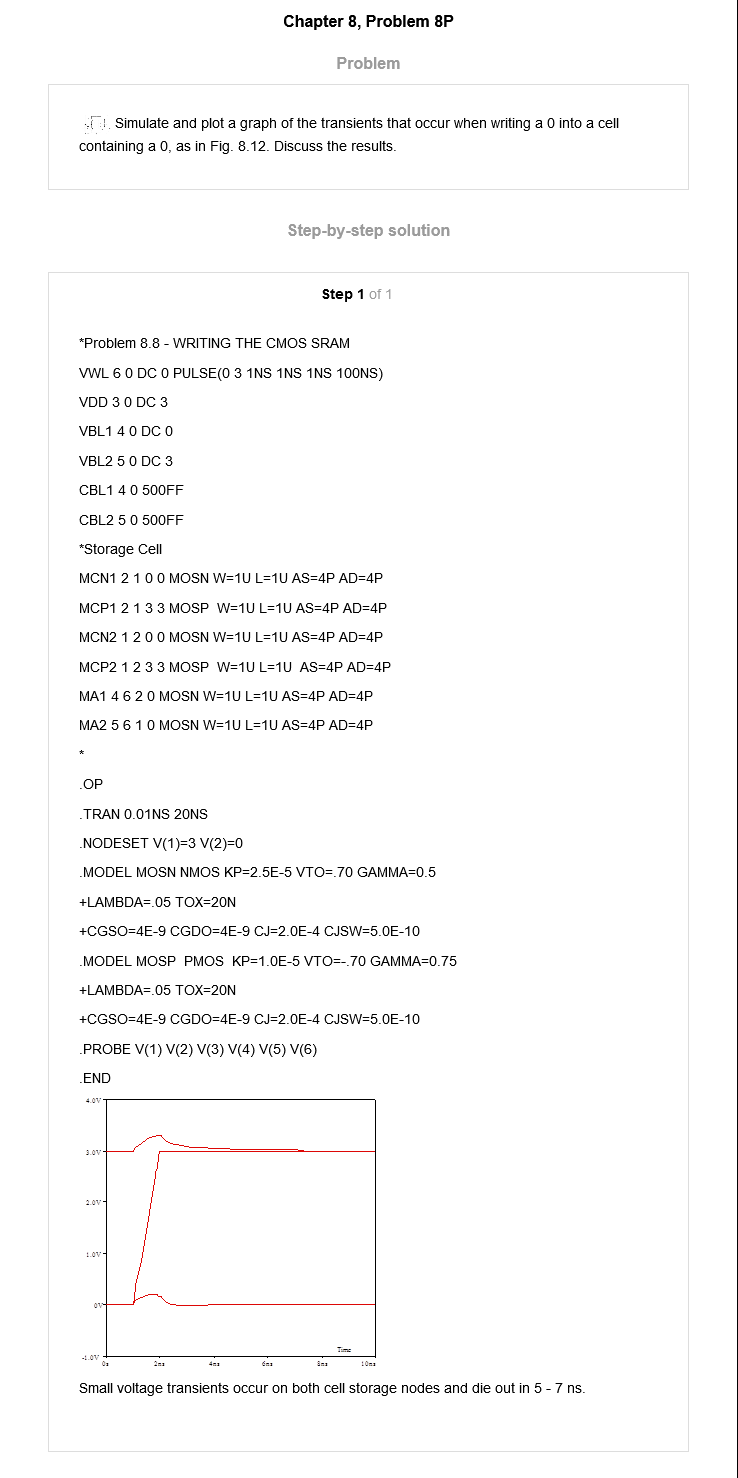 Chapter 8, Problem 8P
Problem
. Simulate and plot a graph of the transients that occur when writing a 0 into a cell
containing a 0, as in Fig. 8.12. Discuss the results.
Step-by-step solution
Step 1 of 1
*Problem 8.8 - WRITING THE CMOS SRAM
VWL 6 0 DC 0 PULSE(0 3 1NS 1NS 1NS 100NS)
VDD 3 0 DC 3
VBL1 4 0 DC 0
VBL2 5 0 DC 3
CBL1 4 0 500FF
CBL2 5 0 500FF
*Storage Cell
MCN1 2 1 0 0 MOSN W=1U L=1U AS=4P AD=4P
MCP1 2 1 3 3 MOSP  W=1U L=1U AS=4P AD=4P
MCN2 1 2 0 0 MOSN W=1U L=1U AS=4P AD=4P
MCP2 1 2 3 3 MOSP  W=1U L=1U  AS=4P AD=4P
MA1 4 6 2 0 MOSN W=1U L=1U AS=4P AD=4P
MA2 5 6 1 0 MOSN W=1U L=1U AS=4P AD=4P
*
.OP
.TRAN 0.01NS 20NS
.NODESET V(1)=3 V(2)=0
.MODEL MOSN NMOS KP=2.5E-5 VTO=.70 GAMMA=0.5
+LAMBDA=.05 TOX=20N
+CGSO=4E-9 CGDO=4E-9 CJ=2.0E-4 CJSW=5.0E-10
.MODEL MOSP  PMOS  KP=1.0E-5 VTO=-.70 GAMMA=0.75
+LAMBDA=.05 TOX=20N
+CGSO=4E-9 CGDO=4E-9 CJ=2.0E-4 CJSW=5.0E-10
.PROBE V(1) V(2) V(3) V(4) V(5) V(6)
.END
4.0V
3.0V
2.0V
1.0V
0V
Time
-1.0V
0s 2ns 4ns 6ns 8ns 10ns
Small voltage transients occur on both cell storage nodes and die out in 5 - 7 ns.